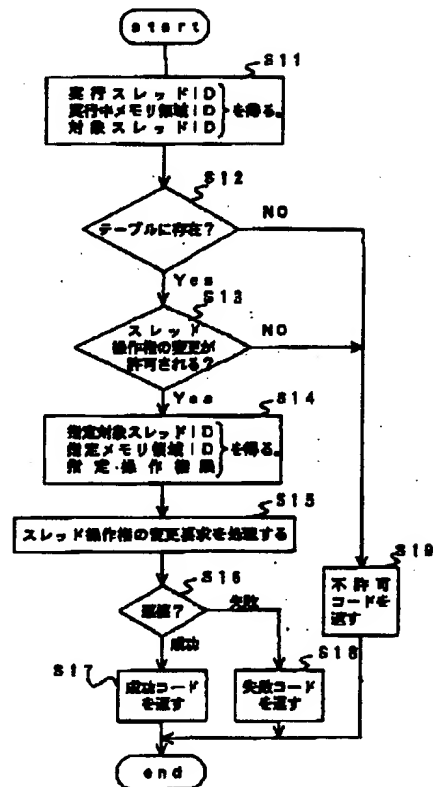 start
S11
実行スレッドID
実行中メモリ領域ID
対象スレッドID
を得る。
S12
テーブルに存在?
NO
Yes
S13
スレッド
操作権の変更が
許可される?
NO
Yes
S14
指定対象スレッドID
指定メモリ領域ID
指定操作権限
を得る。
S15
スレッド操作権の変更要求を処理する
S16
失敗
成功
S17
成功コード
を返す
S18
失敗コード
を返す
S19
不許可
コードを
返す
end